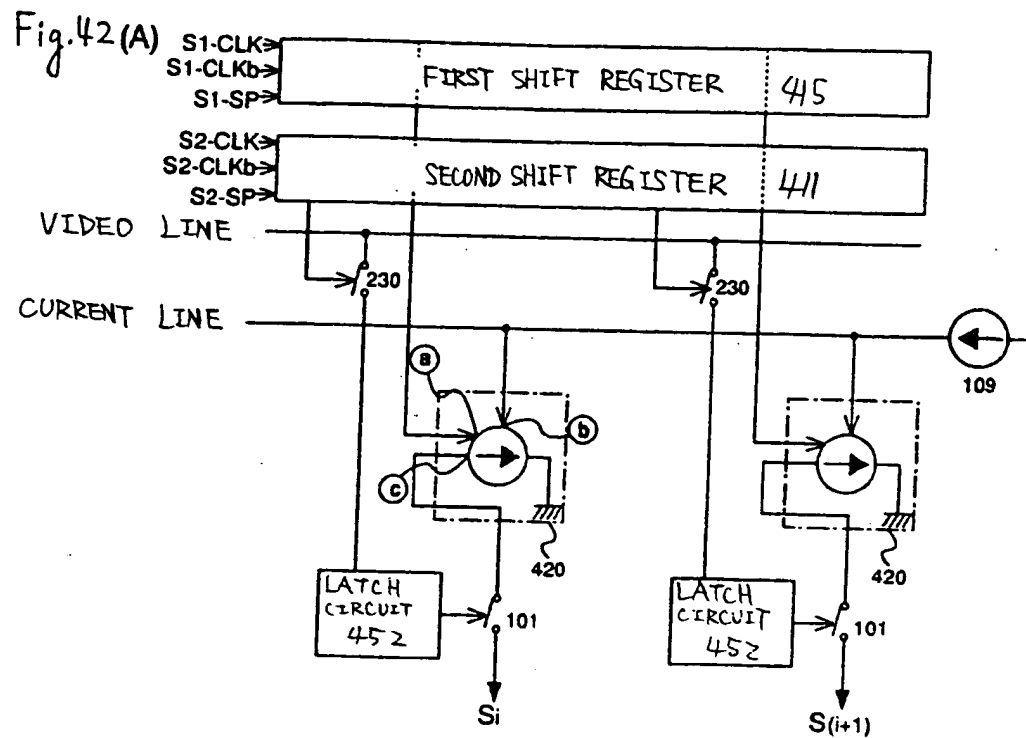 Fig.42(A)
S1-CLK
S1-CLKb
S1-SP
FIRST SHIFT REGISTER 415
S2-CLK
S2-CLKb
S2-SP
SECOND SHIFT REGISTER 411
VIDEO LINE
230
230
CURRENT LINE
109
a
b
c
420
420
LATCH
CIRCUIT
452
101
LATCH
CIRCUIT
452
101
Si
S(i+1)